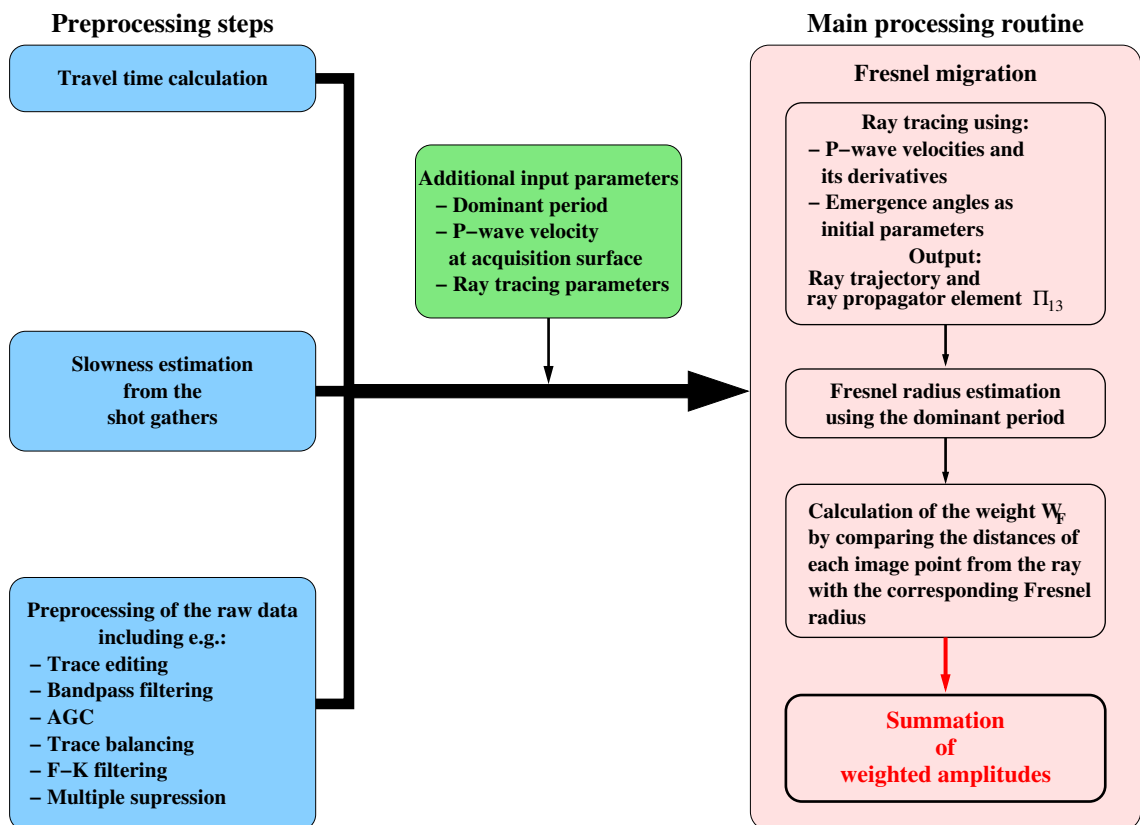 Preprocessing steps
Travel time calculation
Slowness estimation
from the
shot gathers
Preprocessing of the raw data
including e.g.:
– Trace editing
– Bandpass filtering
– AGC
– Trace balancing
– F–K filtering
– Multiple supression
Additional input parameters
– Dominant period
– P–wave velocity
at acquisition surface
– Ray tracing parameters
Main processing routine
Fresnel migration
Ray tracing using:
– P–wave velocities and
its derivatives
– Emergence angles as
initial parameters
Output:
Ray trajectory and
ray propagator element Π13
Fresnel radius estimation
using the dominant period
Calculation of the weight WF
by comparing the distances of
each image point from the ray
with the corresponding Fresnel
radius
Summation
of
weighted amplitudes